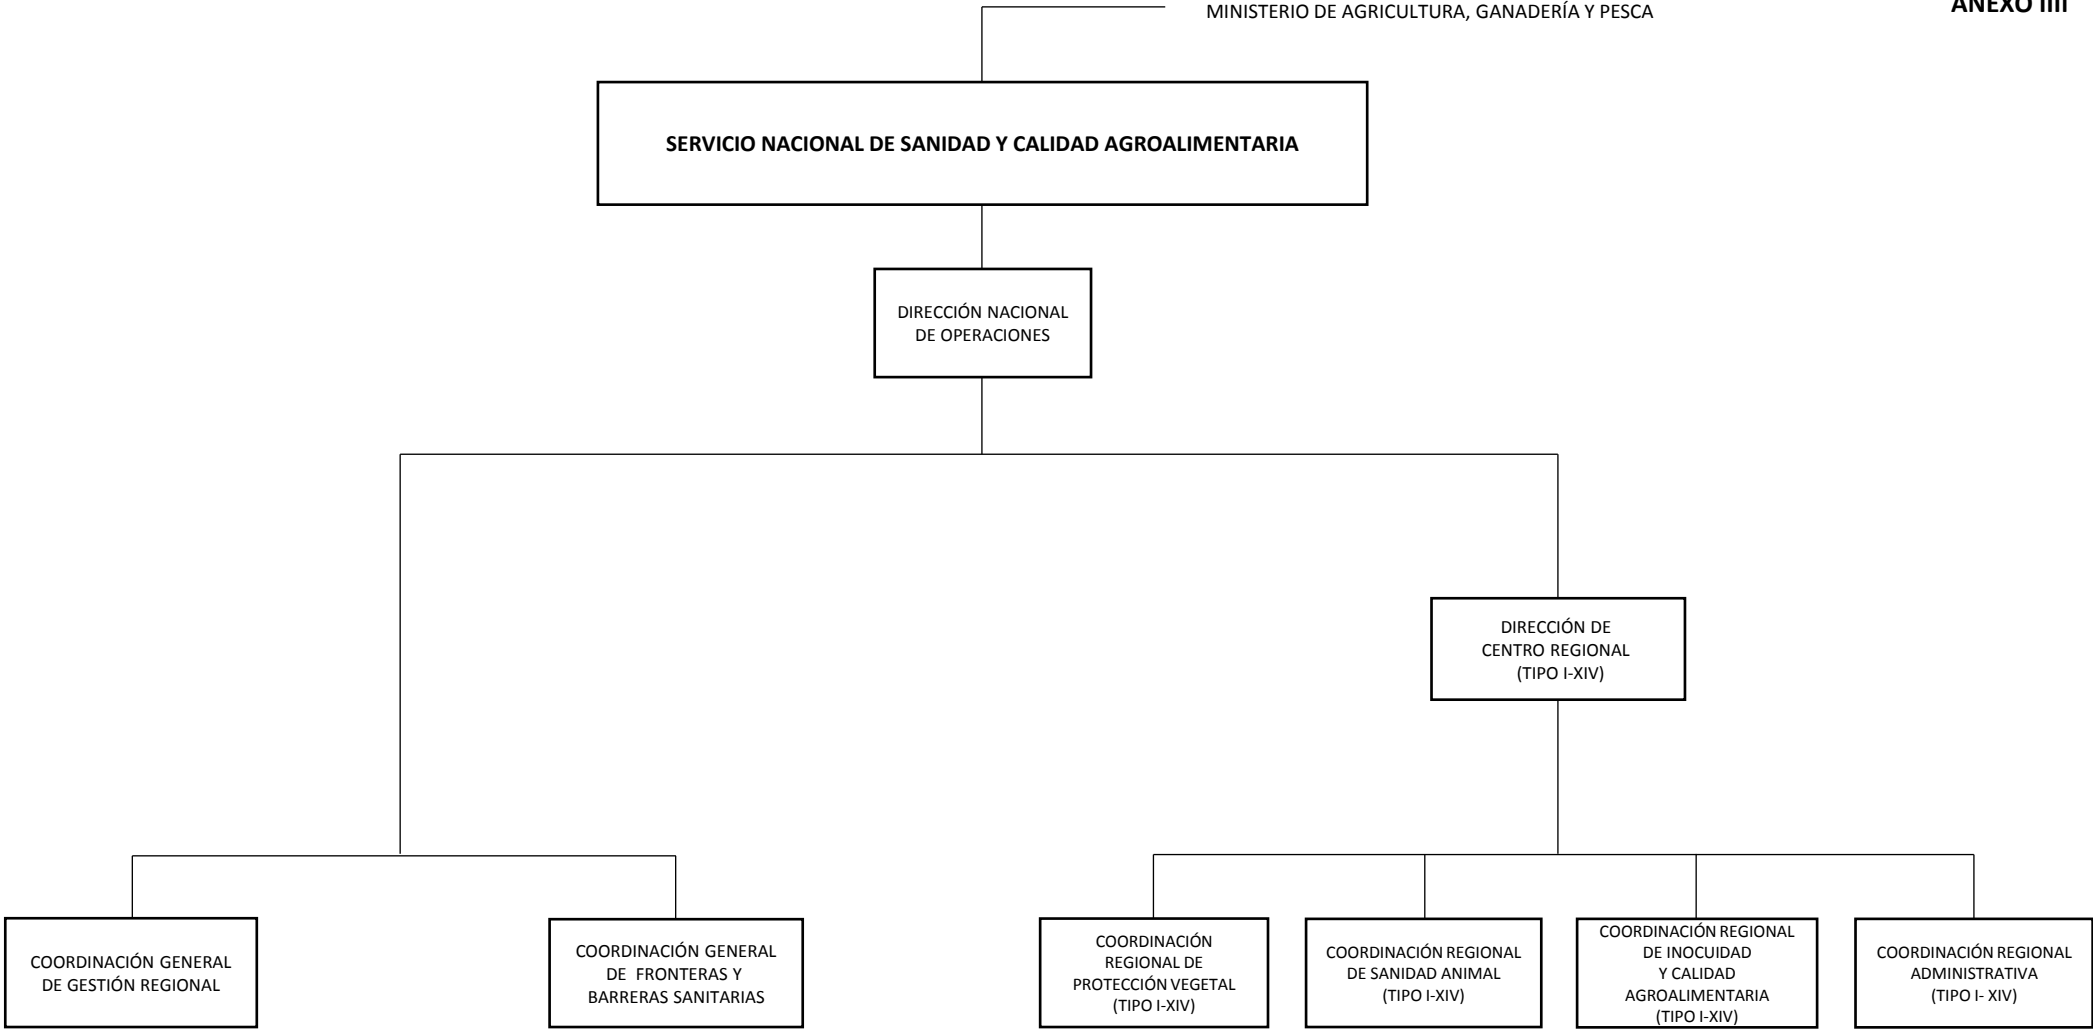 MINISTERIO DE AGRICULTURA, GANADERÍA Y PESCA
ANEXO IIII
SERVICIO NACIONAL DE SANIDAD Y CALIDAD AGROALIMENTARIA
DIRECCIÓN NACIONAL
DE OPERACIONES
DIRECCIÓN DE
CENTRO REGIONAL
(TIPO I-XIV)
COORDINACIÓN GENERAL
DE GESTIÓN REGIONAL
COORDINACIÓN GENERAL
DE FRONTERAS Y
BARRERAS SANITARIAS
COORDINACIÓN
REGIONAL DE
PROTECCIÓN VEGETAL
(TIPO I-XIV)
COORDINACIÓN REGIONAL
DE SANIDAD ANIMAL
(TIPO I-XIV)
COORDINACIÓN REGIONAL
DE INOCUIDAD
Y CALIDAD
AGROALIMENTARIA
(TIPO I-XIV)
COORDINACIÓN REGIONAL
ADMINISTRATIVA
(TIPO I- XIV)